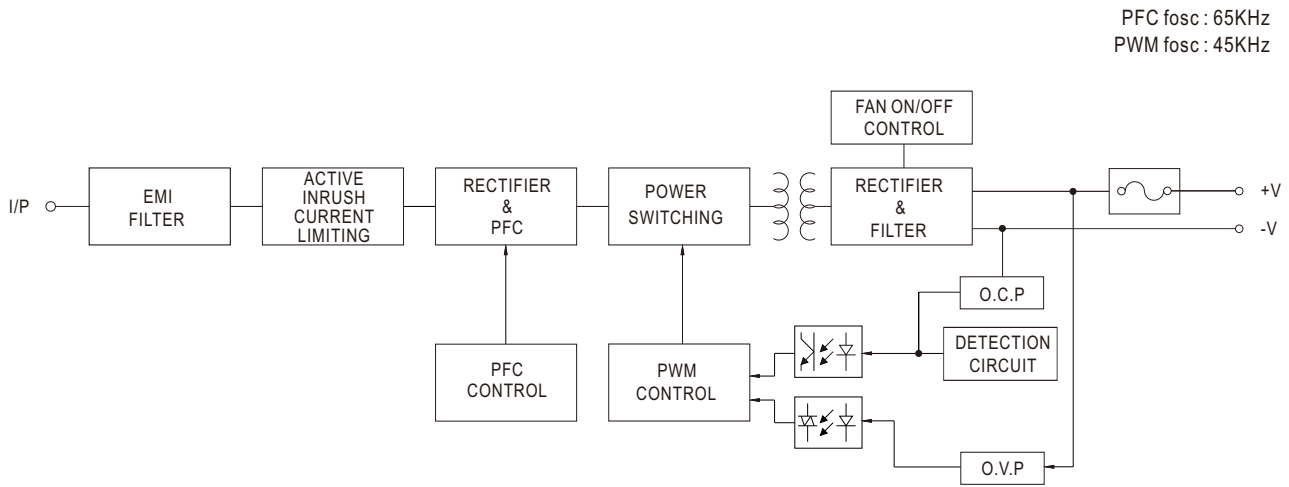 PFC fosc : 65KHz
PWM fosc : 45KHz
FAN ON/OFF
CONTROL
I/P
EMI
FILTER
ACTIVE
INRUSH
CURRENT
LIMITING
RECTIFIER
&
PFC
POWER
SWITCHING
RECTIFIER
&
FILTER
+V
-V
O.C.P
DETECTION
CIRCUIT
PFC
CONTROL
PWM
CONTROL
O.V.P